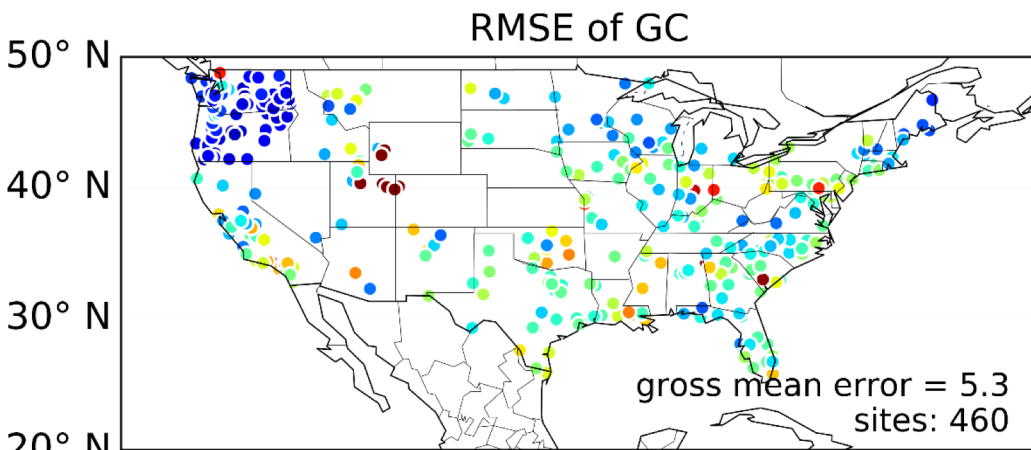 RMSE of GC
50° N
40° N
30° N
20° N
gross mean error = 5.3
sites: 460